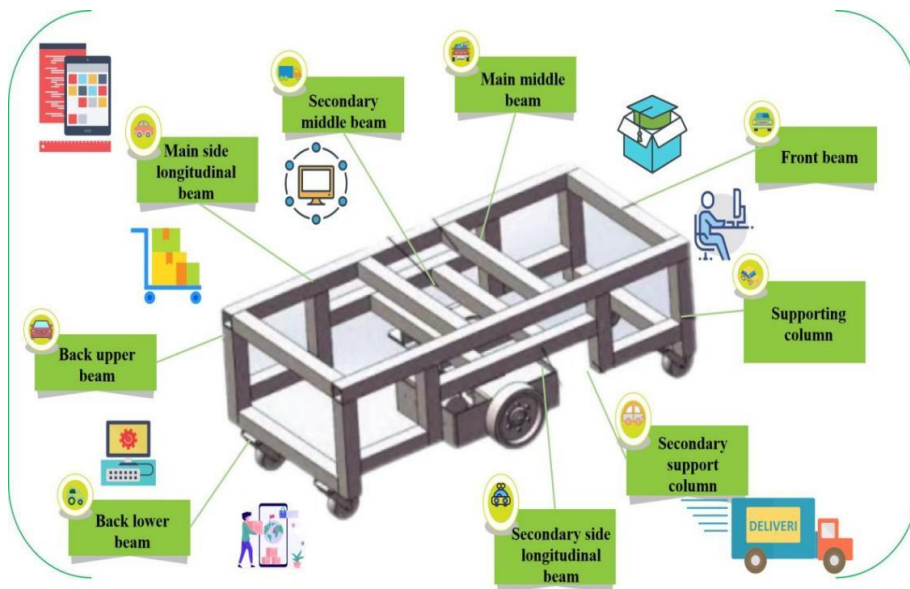 Main middle
beam
Secondary
middle beam
Main side
longitudinal
beam
Front beam
Supporting
column
Back upper
beam
Secondary
support
column
Back lower
beam
Secondary side
longitudinal
beam
DELIVERI